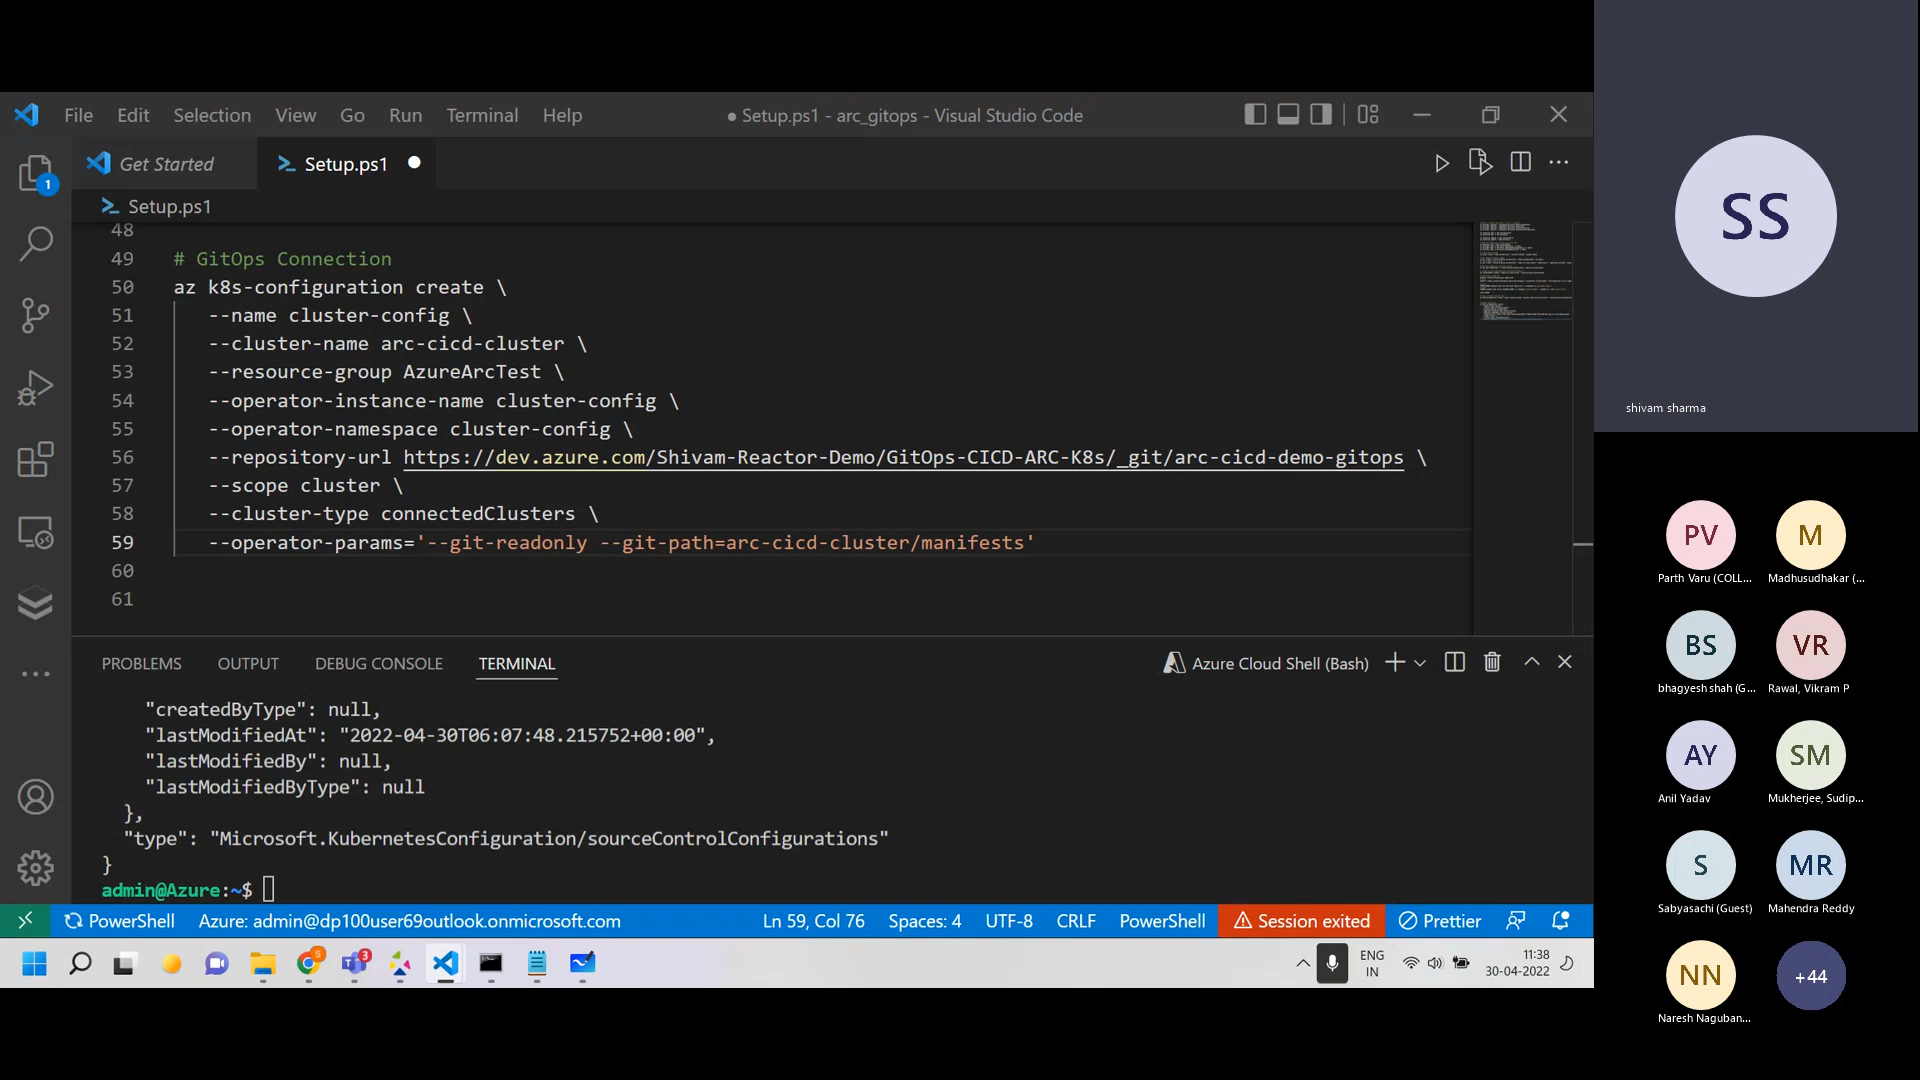 File Edit Selection View Go Run Terminal Help
● Setup.ps1 - arc_gitops - Visual Studio Code
Get Started
Setup.ps1
Setup.ps1
1
48
49 # GitOps Connection
50 az k8s-configuration create \
51 --name cluster-config \
52 --cluster-name arc-cicd-cluster \
53 --resource-group AzureArcTest \
54 --operator-instance-name cluster-config \
55 --operator-namespace cluster-config \
56 --repository-url https://dev.azure.com/Shivam-Reactor-Demo/GitOps-CICD-ARC-K8s/_git/arc-cicd-demo-gitops \
57 --scope cluster \
58 --cluster-type connectedClusters \
59 --operator-params='--git-readonly --git-path=arc-cicd-cluster/manifests'
60
61
PROBLEMS OUTPUT DEBUG CONSOLE TERMINAL
Azure Cloud Shell (Bash)
"createdByType": null,
"lastModifiedAt": "2022-04-30T06:07:48.215752+00:00",
"lastModifiedBy": null,
"lastModifiedByType": null
},
"type": "Microsoft.KubernetesConfiguration/sourceControlConfigurations"
}
admin@Azure:~$
PowerShell
Azure: admin@dp100user69outlook.onmicrosoft.com
Ln 59, Col 76
Spaces: 4
UTF-8
CRLF
PowerShell
Session exited
Prettier
S
3
ENG
IN
11:38
30-04-2022
SS
shivam sharma
PV
Parth Varu (COLL...
M
Madhusudhakar (...
BS
bhagyesh shah (G...
VR
Rawal, Vikram P
AY
Anil Yadav
SM
Mukherjee, Sudip...
S
Sabyasachi (Guest)
MR
Mahendra Reddy
NN
Naresh Naguban...
+44